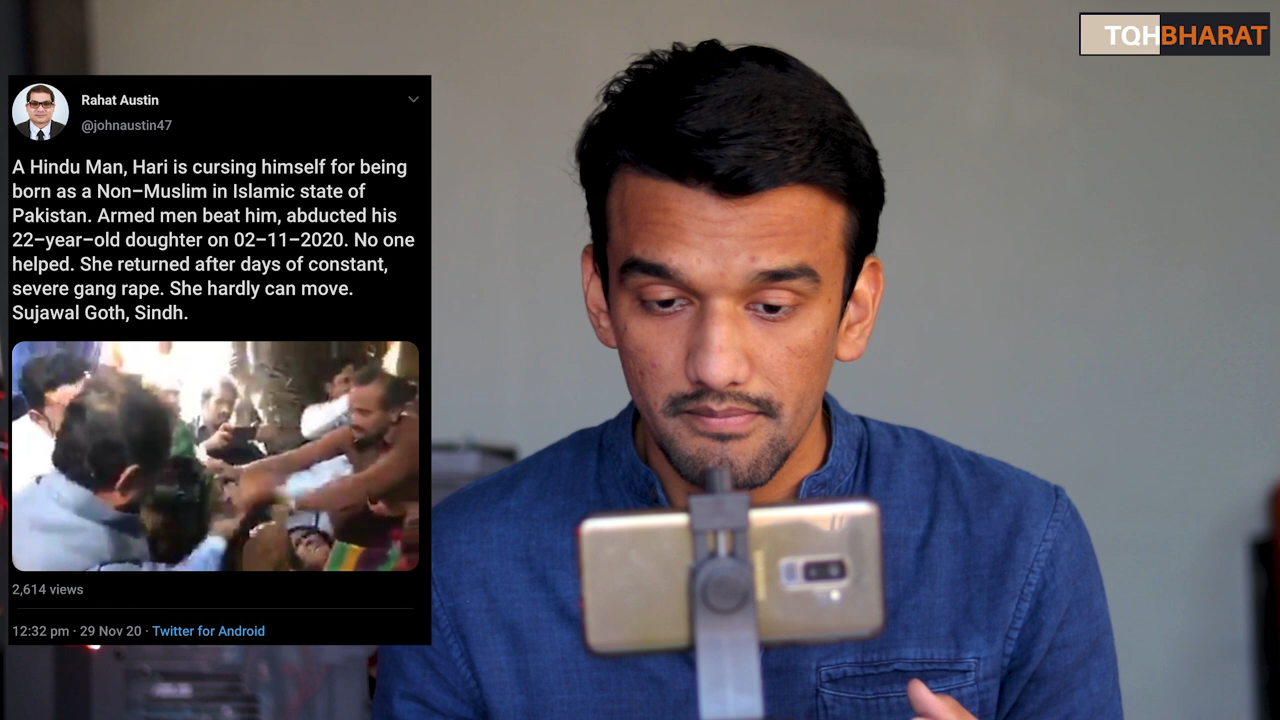 TQHBHARAT
Rahat Austin
@johnaustin47
A Hindu Man, Hari is cursing himself for being
born as a Non–Muslim in Islamic state of
Pakistan. Armed men beat him, abducted his
22–year–old doughter on 02–11–2020. No one
helped. She returned after days of constant,
severe gang rape. She hardly can move.
Sujawal Goth, Sindh.
2,614 views
12:32 pm · 29 Nov 20 · Twitter for Android